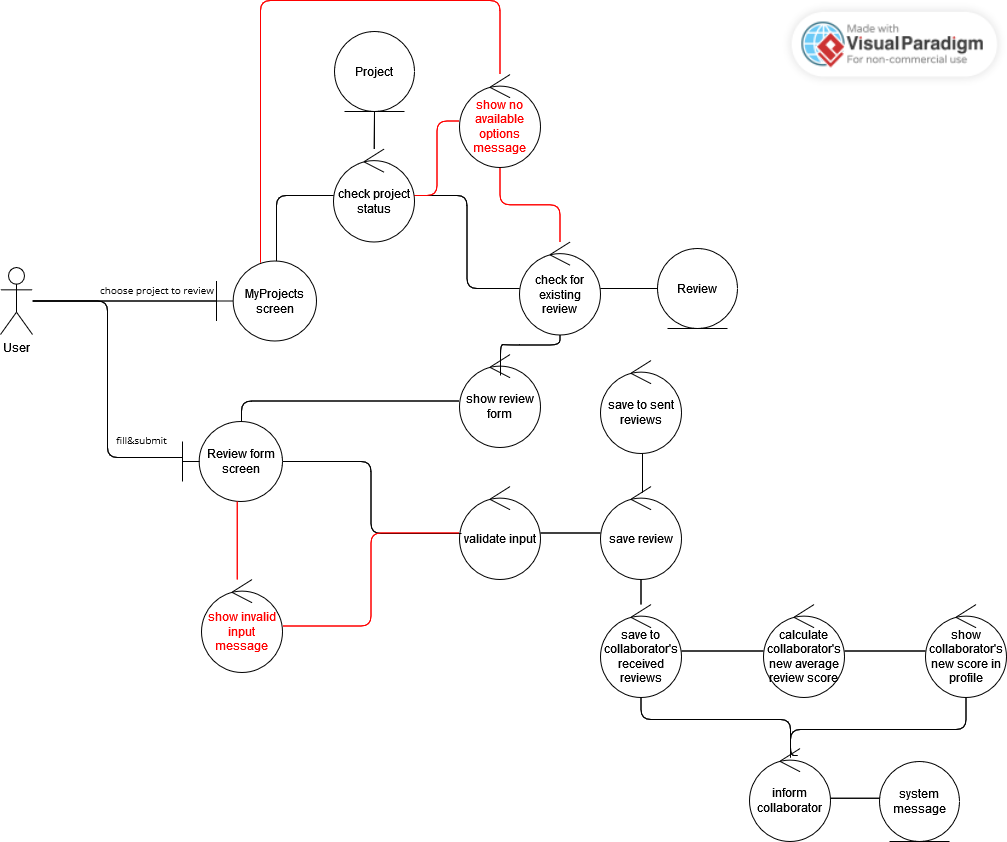 Made with
Visual Paradigm
For non-commercial use
Project
show no
available
options
message
check project
status
check for
existing
review
Review
choose project to review
MyProjects
screen
User
show review
form
save to sent
reviews
fill&submit
Review form
screen
validate input
save review
show invalid
input
message
save to
collaborator's
received
reviews
calculate
collaborator's
new average
review score
show
collaborator's
new score in
profile
inform
collaborator
system
message